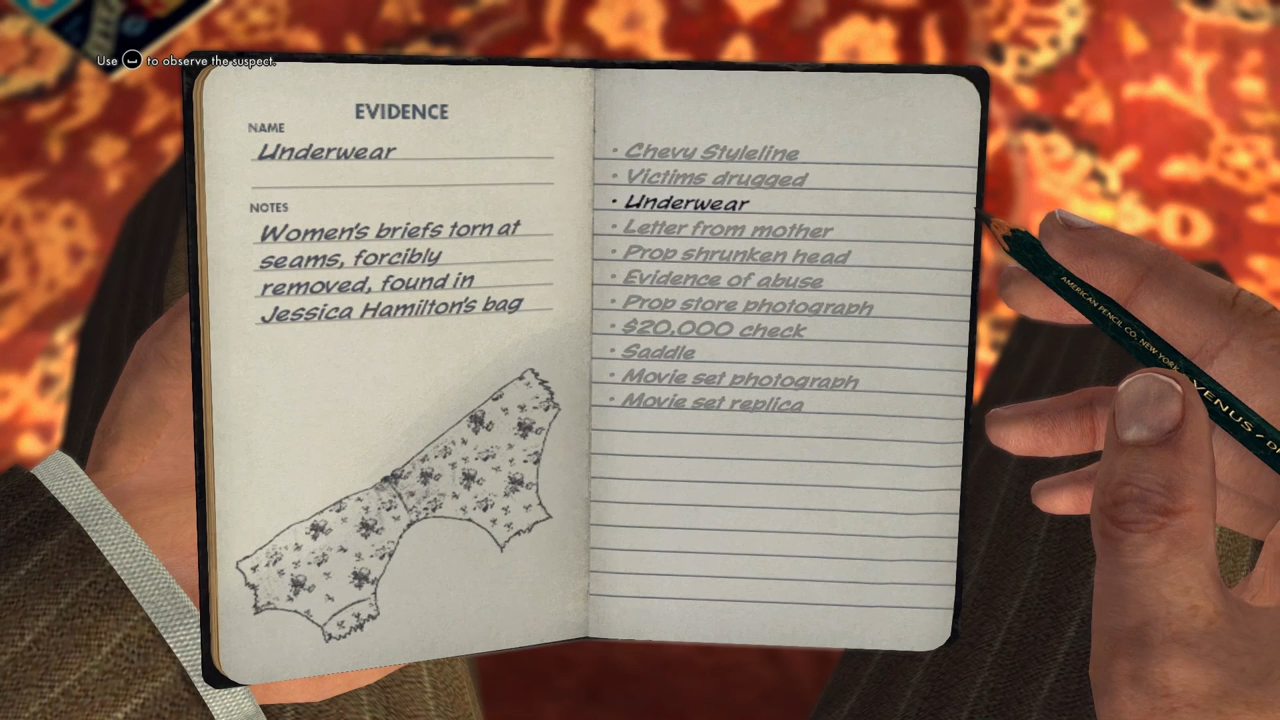 Use to observe the suspect.
EVIDENCE
NAME
Underwear
NOTES
Women's briefs torn at
seams, forcibly
removed, found in
Jessica Hamilton's bag
· Chevy Styleline
· Victims drugged
· Underwear
· Letter from mother
· Prop shrunken head
· Evidence of abuse
· Prop store photograph
· $20,000 check
· Saddle
· Movie set photograph
· Movie set replica
AMERICAN PENCIL CO. NEW YORK
VENUS